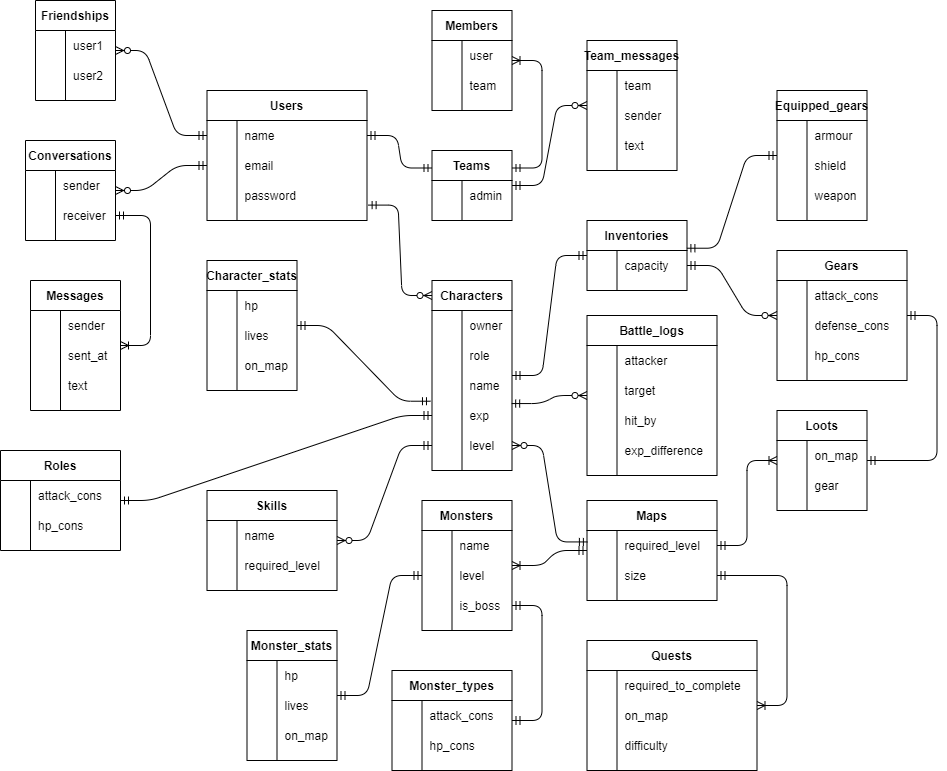 Friendships
user1
user2
Members
user
team
Team_messages
team
sender
text
Users
name
email
password
Equipped_gears
armour
shield
weapon
Conversations
sender
receiver
Teams
admin
Inventories
capacity
Gears
attack_cons
defense_cons
hp_cons
Character_stats
hp
lives
on_map
Messages
sender
sent_at
text
Characters
owner
role
name
exp
level
Battle_logs
attacker
target
hit_by
exp_difference
Loots
on_map
gear
Roles
attack_cons
hp_cons
Skills
name
required_level
Monsters
name
level
is_boss
Maps
required_level
size
Monster_stats
hp
lives
on_map
Monster_types
attack_cons
hp_cons
Quests
required_to_complete
on_map
difficulty